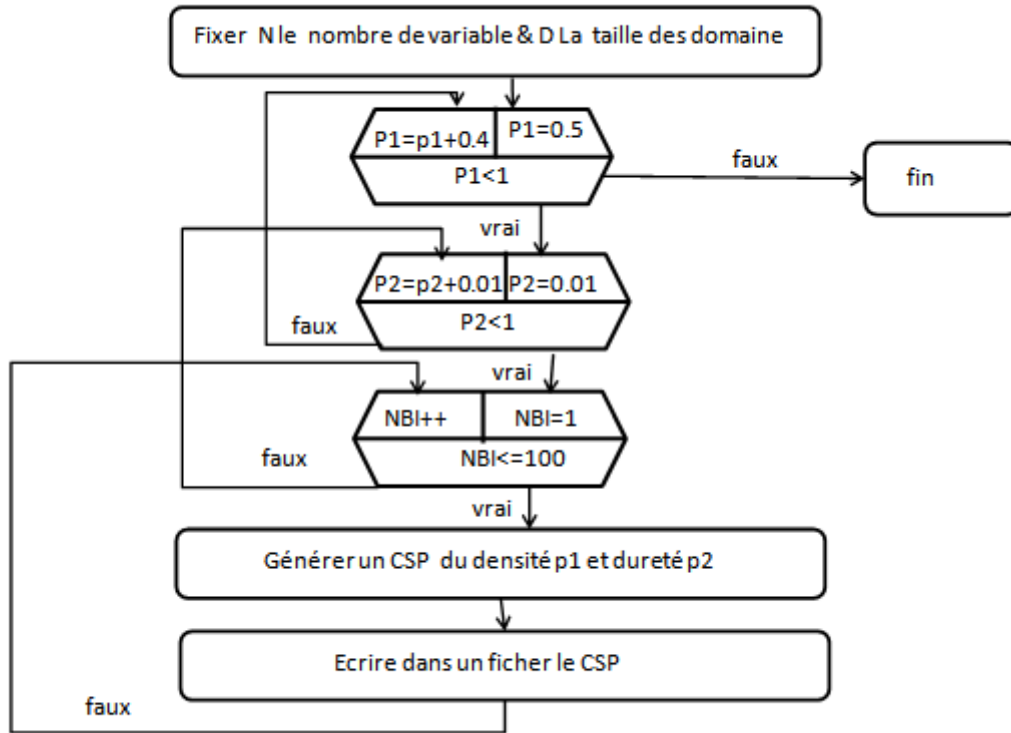 Fixer N le nombre de variable & D La taille des domaine
P1=p1+0.4
P1=0.5
P1<1
faux
fin
vrai
P2=p2+0.01
P2=0.01
P2<1
faux
vrai
NBI++
NBI=1
NBI<=100
faux
vrai
Générer un CSP du densité p1 et dureté p2
Ecrire dans un ficher le CSP
faux